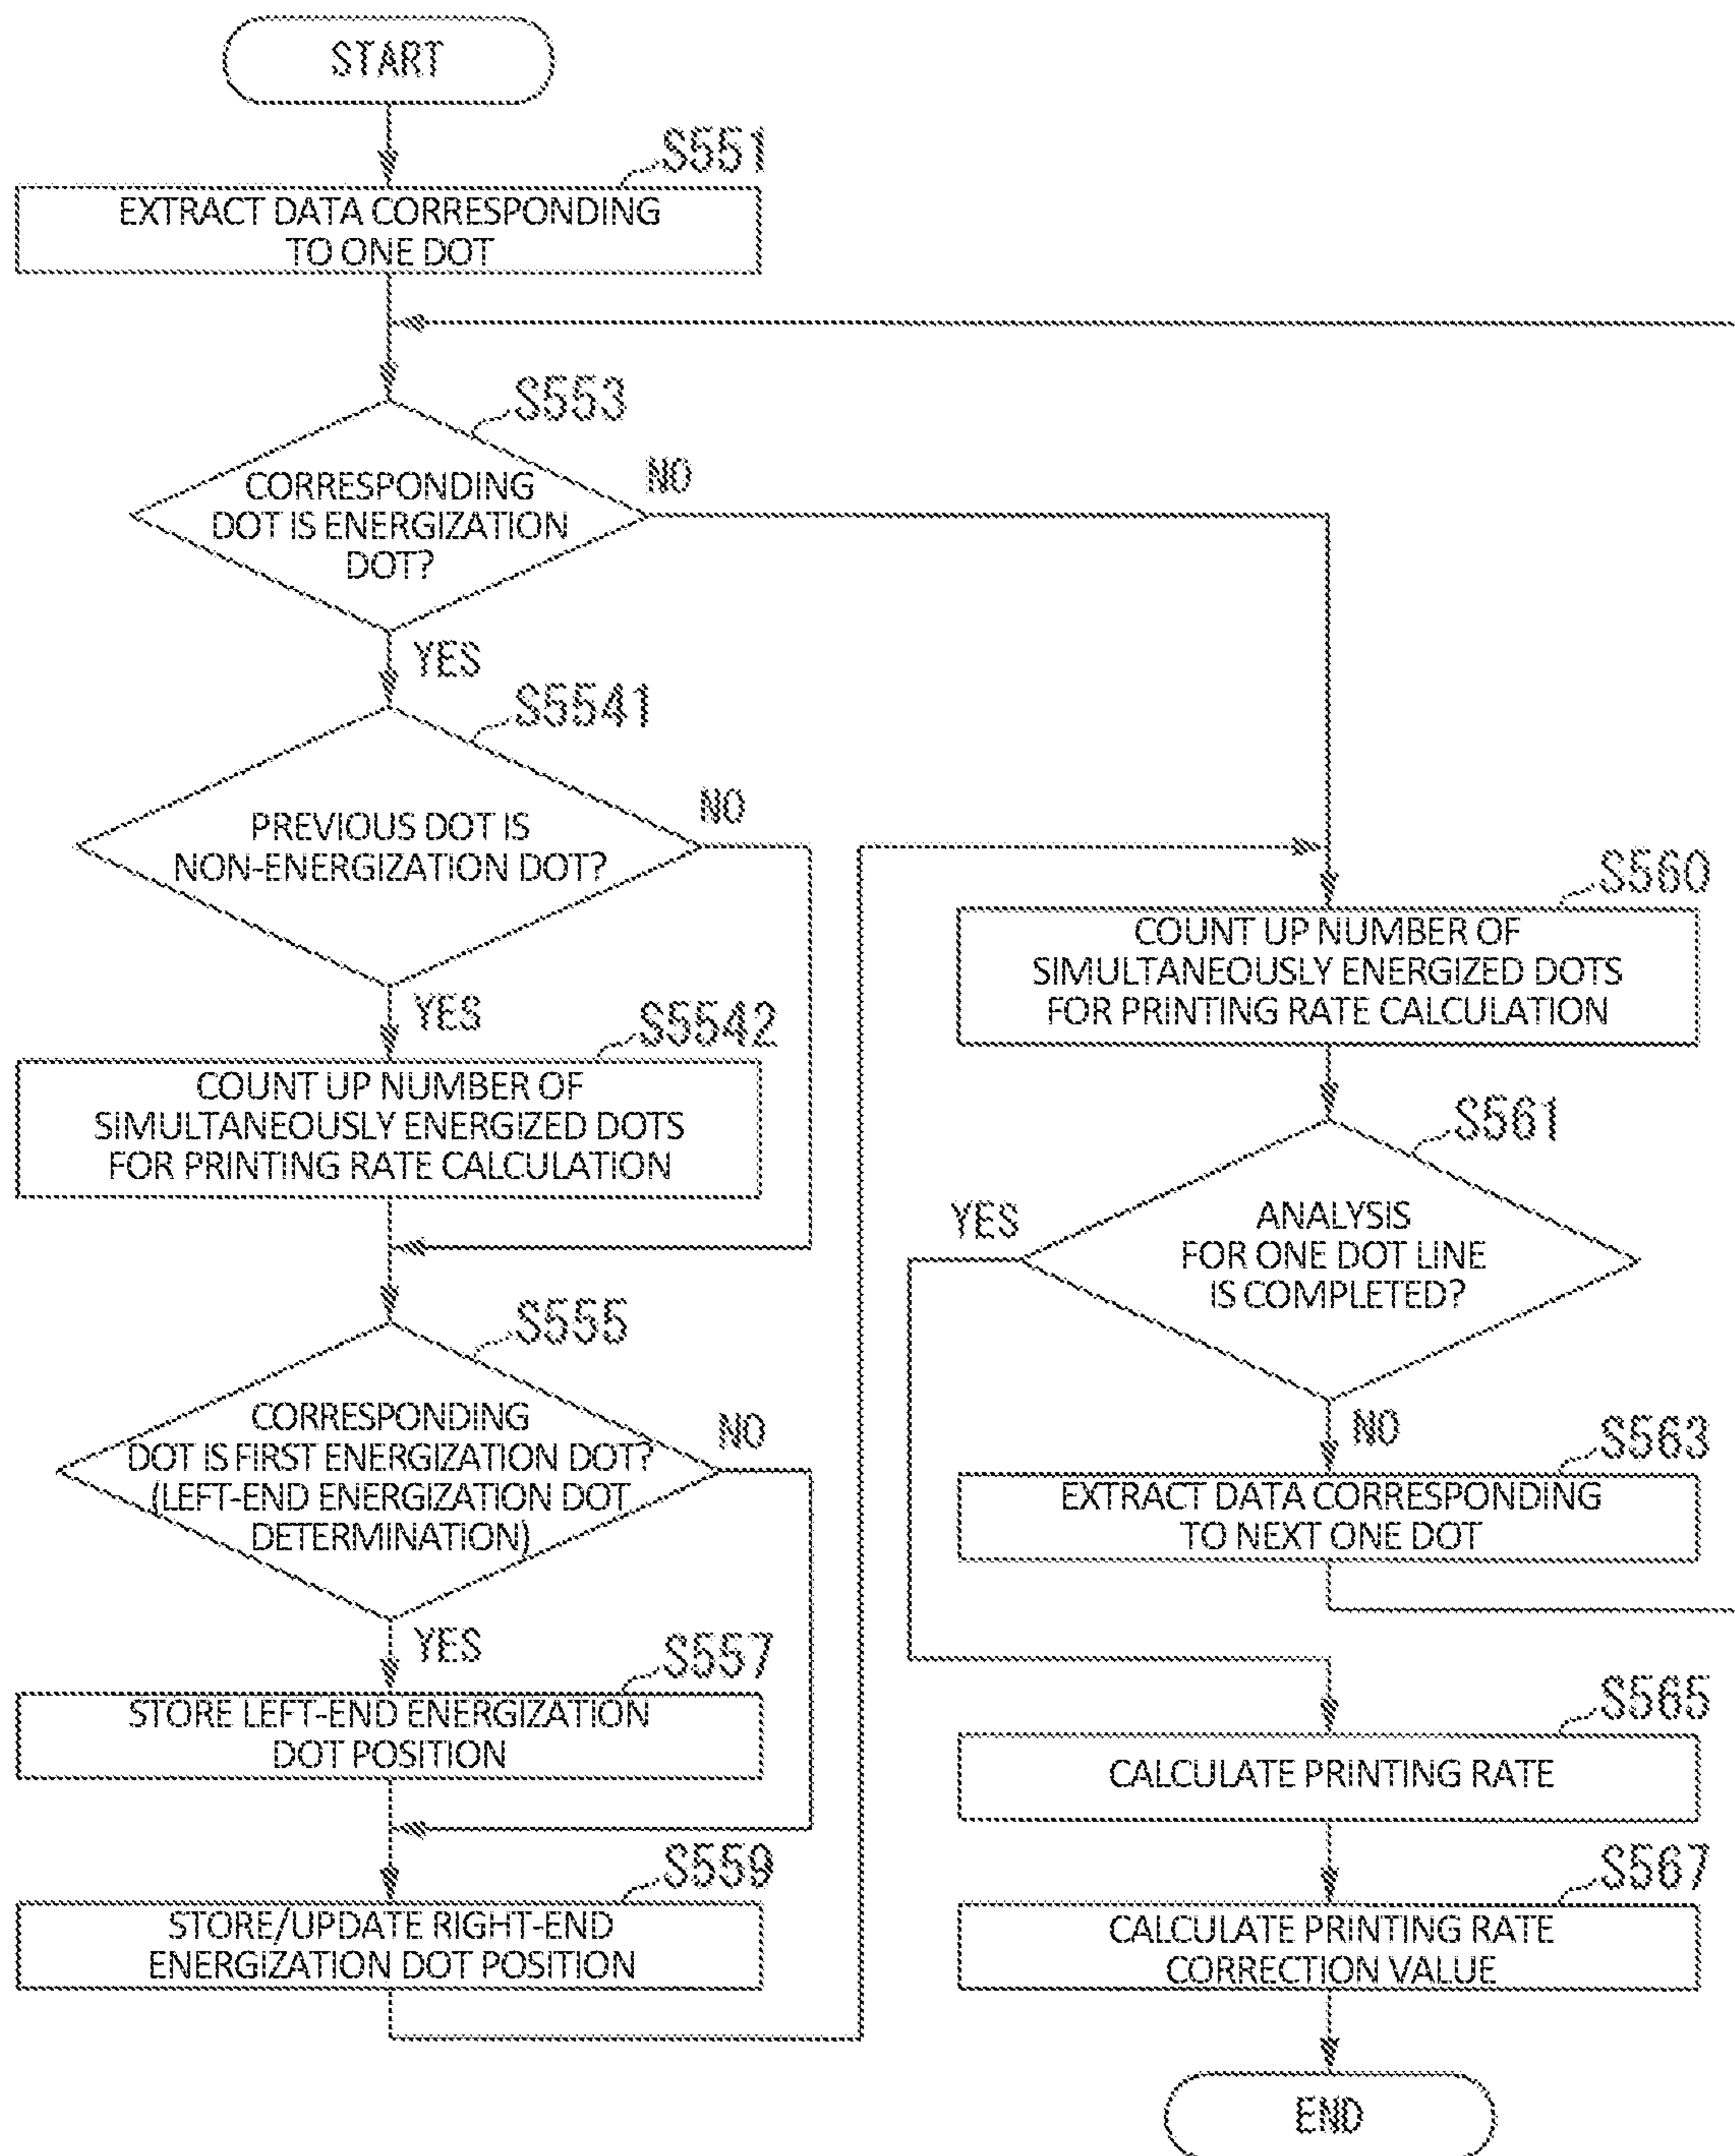 START
S551
EXTRACT DATA CORRESPONDING
TO ONE DOT
S553
CORRESPONDING
DOT IS ENERGIZATION
DOT?
NO
YES
S5541
PREVIOUS DOT IS
NON-ENERGIZATION DOT?
NO
YES
S5542
COUNT UP NUMBER OF
SIMULTANEOUSLY ENERGIZED DOTS
FOR PRINTING RATE CALCULATION
S555
CORRESPONDING
DOT IS FIRST ENERGIZATION DOT?
(LEFT-END ENERGIZATION DOT
DETERMINATION)
NO
YES
S557
STORE LEFT-END ENERGIZATION
DOT POSITION
S559
STORE/UPDATE RIGHT-END
ENERGIZATION DOT POSITION
S560
COUNT UP NUMBER OF
SIMULTANEOUSLY ENERGIZED DOTS
FOR PRINTING RATE CALCULATION
S561
YES
ANALYSIS
FOR ONE DOT LINE
IS COMPLETED?
NO
S563
EXTRACT DATA CORRESPONDING
TO NEXT ONE DOT
S565
CALCULATE PRINTING RATE
S567
CALCULATE PRINTING RATE
CORRECTION VALUE
END